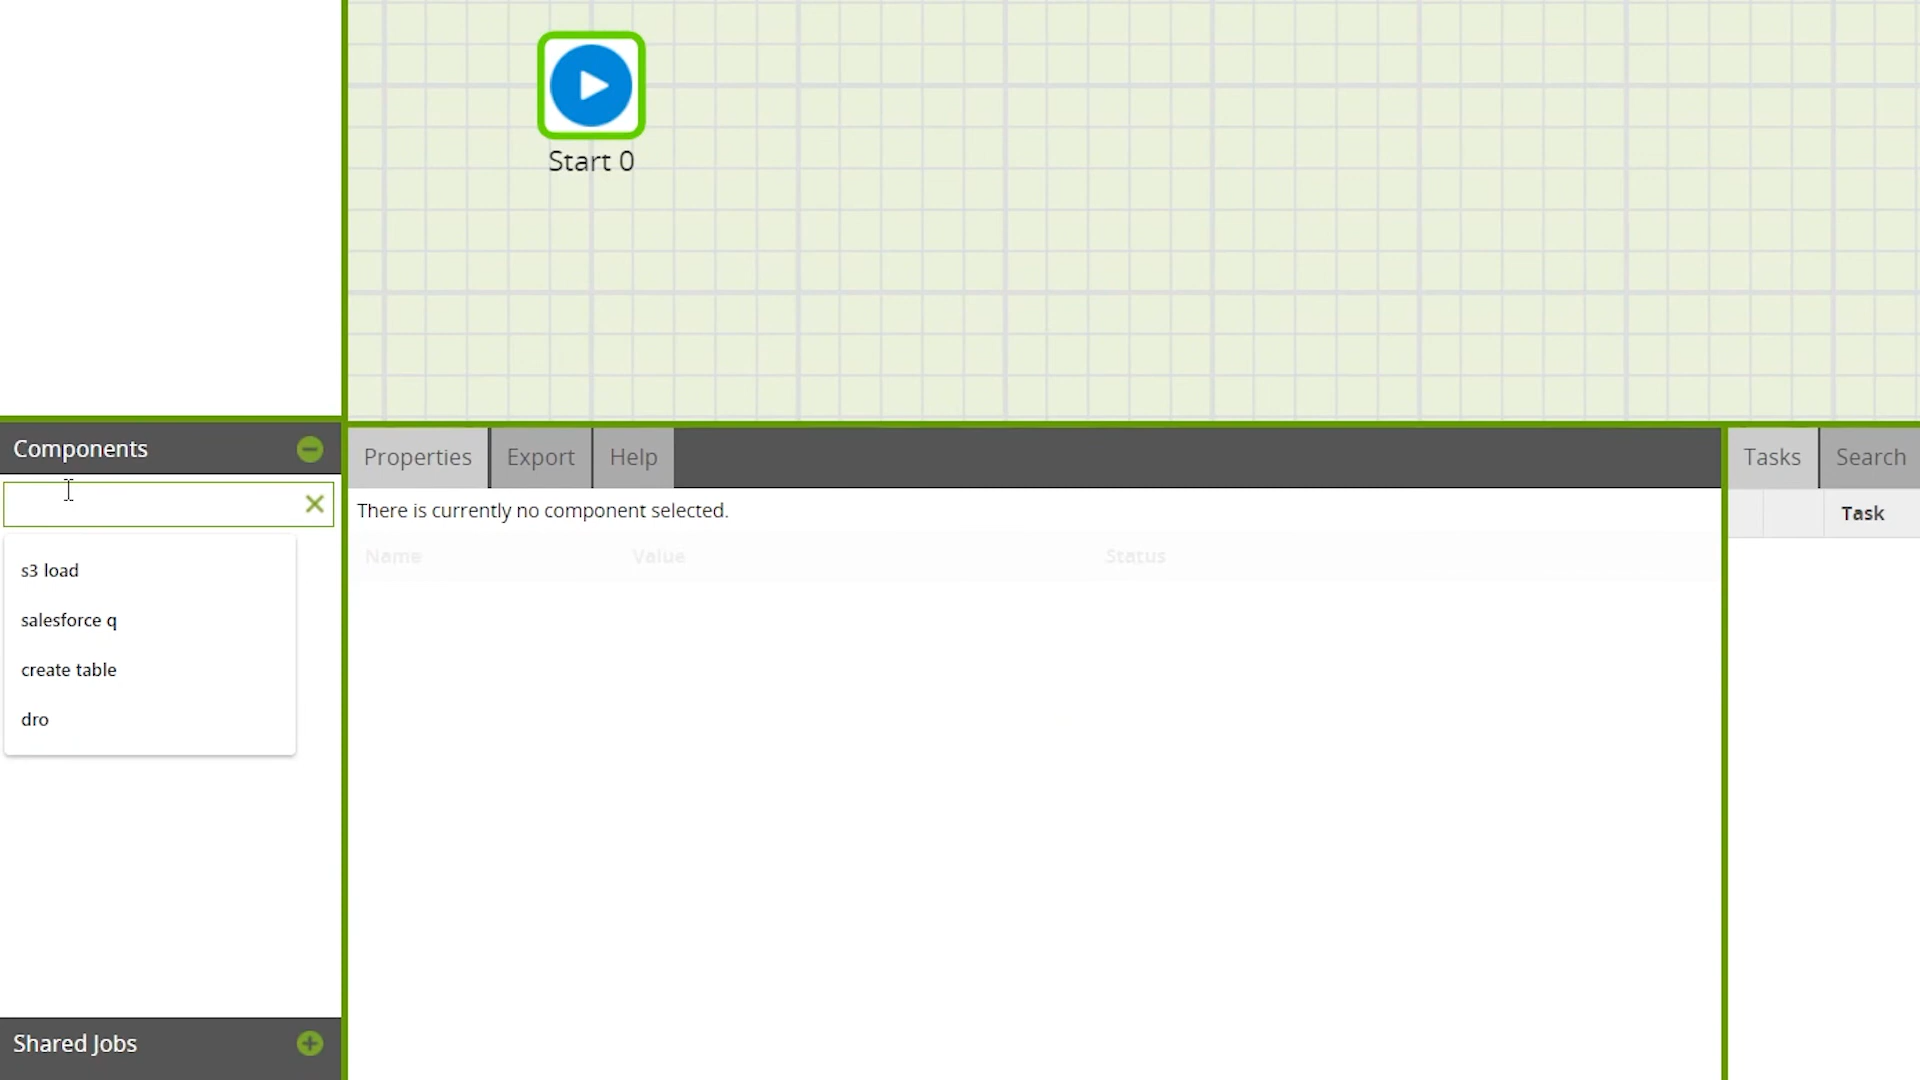 Start 0
Components
s3 load
salesforce q
create table
dro
Shared Jobs
Properties
Export
Help
There is currently no component selected.
Name
Value
Status
Tasks
Search
Task